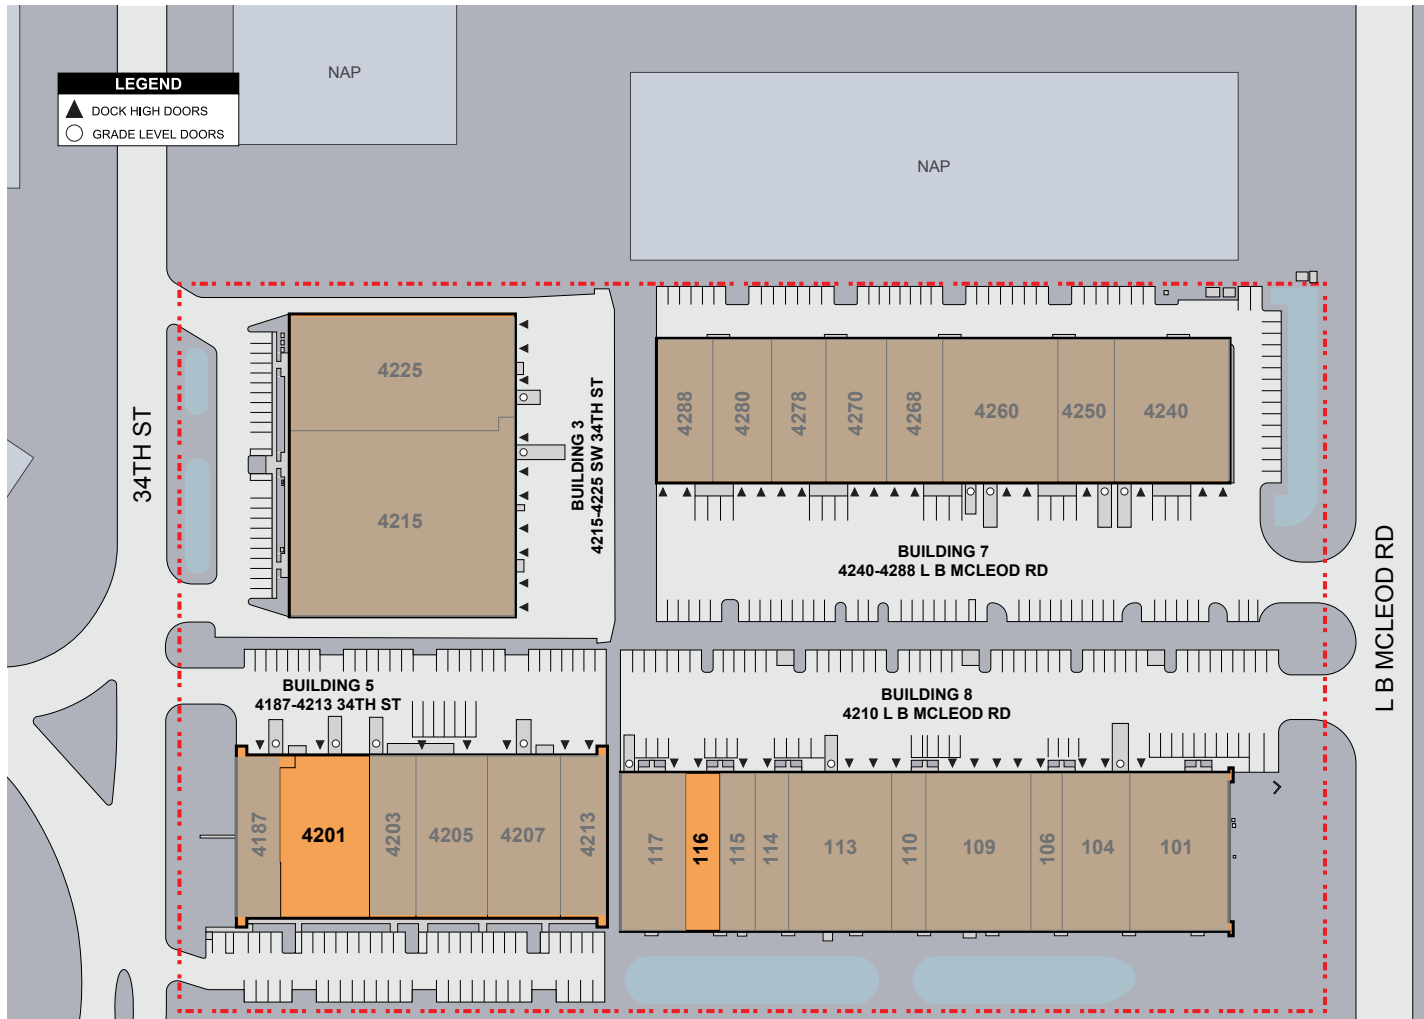 NAP
LEGEND
DOCK HIGH DOORS
GRADE LEVEL DOORS
NAP
34TH ST
4225
4215
BUILDING 3
4215-4225 SW 34TH ST
4288
4280
4278
4270
4268
4260
4250
4240
BUILDING 7
4240-4288 L B MCLEOD RD
L B MCLEOD RD
BUILDING 5
4187-4213 34TH ST
BUILDING 8
4210 L B MCLEOD RD
4187
4201
4203
4205
4207
4213
117
116
115
114
113
110
109
106
104
101